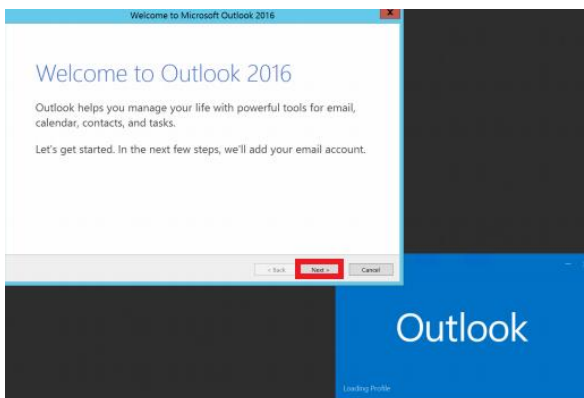 Welcome to Microsoft Outlook 2016
x
Welcome to Outlook 2016
Outlook helps you manage your life with powerful tools for email,
calendar, contacts, and tasks.
Let's get started. In the next few steps, we'll add your email account.
< Back Next > Cancel
Outlook
Loading Profile